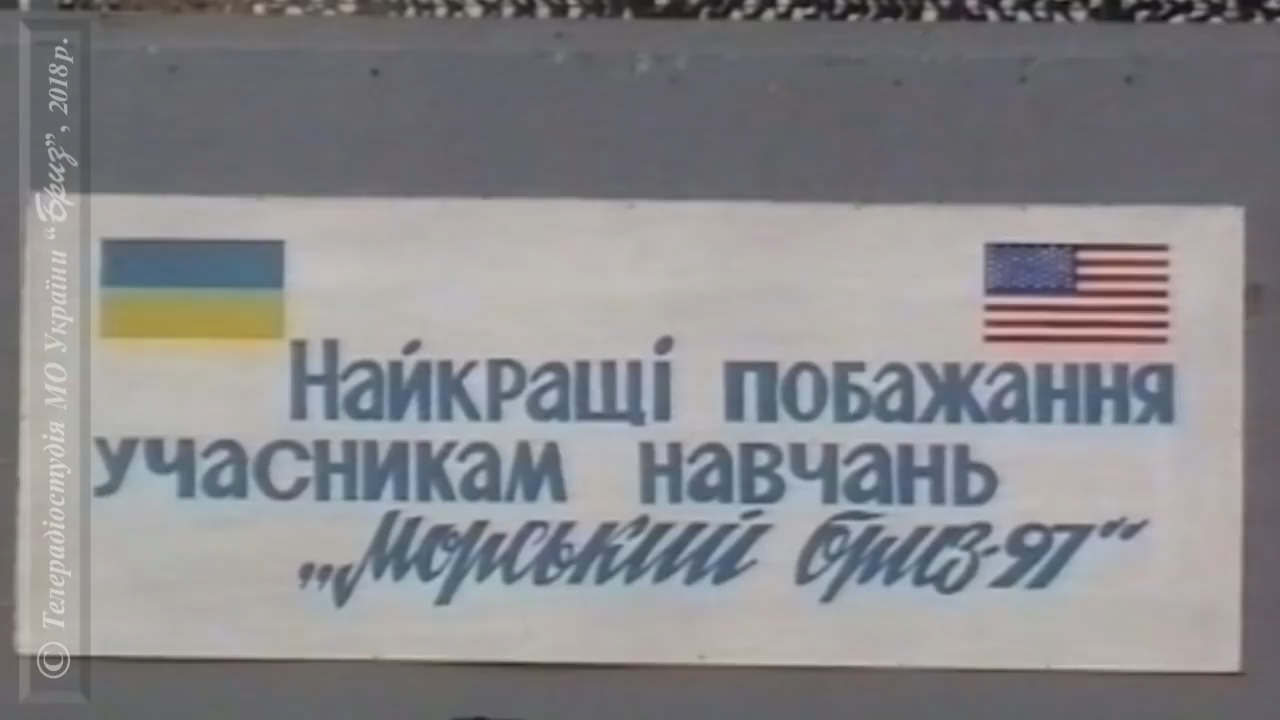 Найкращі побажання
учасникам навчань
„Морський бриз-97“
© Телерадіостудія МО України “Бриз”, 2018р.